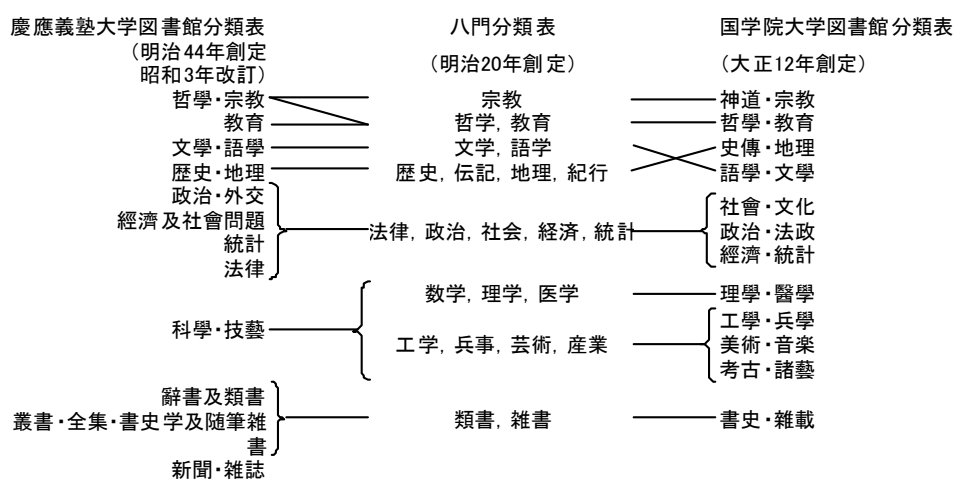 慶應義塾大学図書館分類表 八門分類表 国学院大学図書館分類表
（明治44年創定 （明治20年創定） （大正12年創定）
昭和3年改訂）
哲學・宗教 宗教 神道・宗教
教育 哲学，教育 哲學・教育
文學・語學 文学，語学 史傳・地理
歴史・地理 歴史，伝記，地理，紀行 語學・文學
政治・外交
經濟及社會問題 社會・文化
統計 法律，政治，社会，経済，統計 政治・法政
法律 經濟・統計
数学，理学，医学 理學・醫學
科學・技藝 工学，兵事，芸術，産業 工學・兵學
美術・音楽
考古・諸藝
辭書及類書
叢書・全集・書史学及随筆雑 類書，雑書 書史・雜載
書
新聞・雑誌